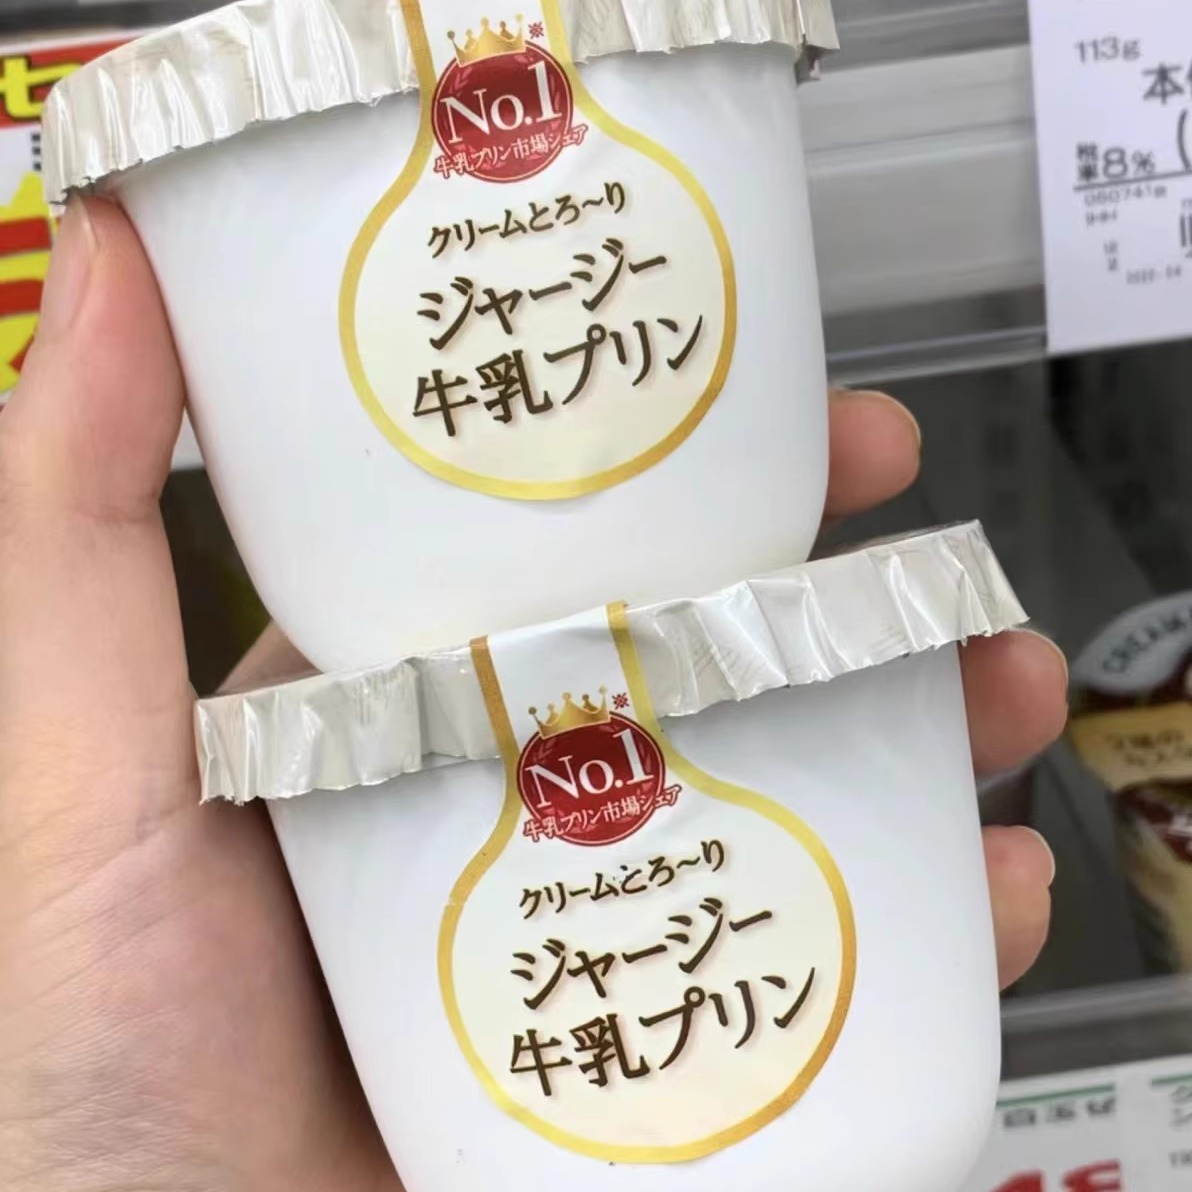 セ
113g
本
税率8%
No.1
※
牛乳プリン市場シェア
クリームとろ～り
ジャージー
牛乳プリン
No.1
※
牛乳プリン市場シェア
クリームとろ～り
ジャージー
牛乳プリン
CREAM